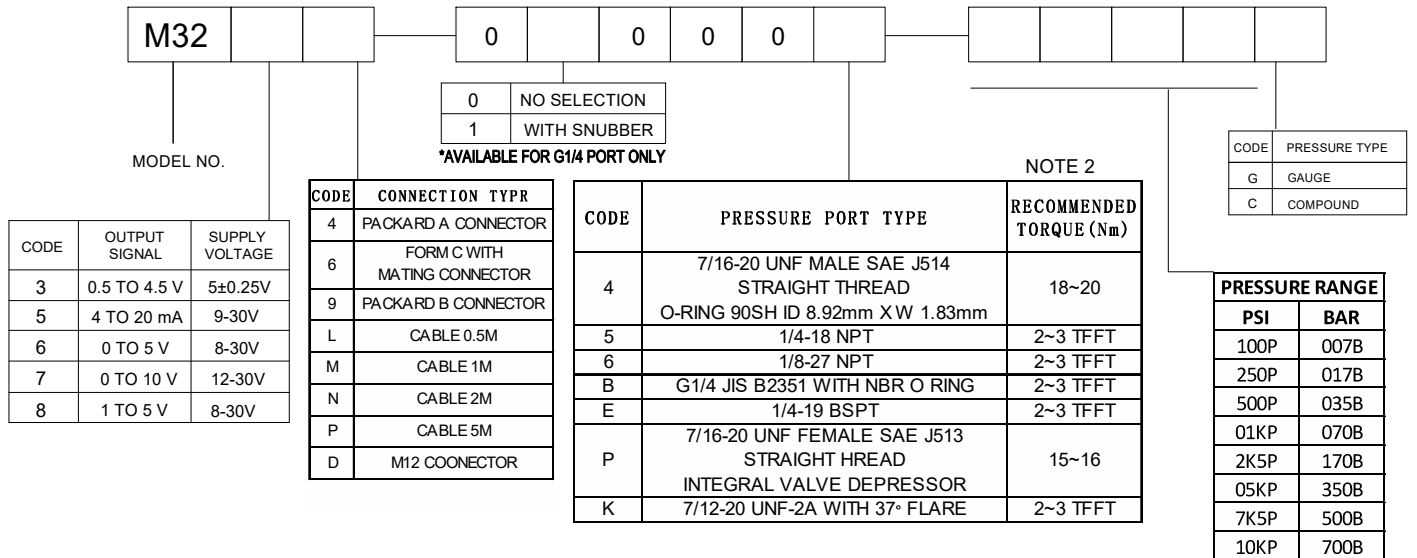 M32 0 0 0 0
0 NO SELECTION
1 WITH SNUBBER
*AVAILABLE FOR G1/4 PORT ONLY
MODEL NO.
CODE OUTPUT SIGNAL SUPPLY VOLTAGE
3 0.5 TO 4.5 V 5±0.25V
5 4 TO 20 mA 9-30V
6 0 TO 5 V 8-30V
7 0 TO 10 V 12-30V
8 1 TO 5 V 8-30V
CODE CONNECTION TYPR
4 PACKARD A CONNECTOR
6 FORM C WITH
MATING CONNECTOR
9 PACKARD B CONNECTOR
L CABLE 0.5M
M CABLE 1M
N CABLE 2M
P CABLE 5M
D M12 COONECTOR
NOTE 2
CODE PRESSURE PORT TYPE RECOMMENDED TORQUE(Nm)
7/16-20 UNF MALE SAE J514
4 STRAIGHT THREAD 18~20
O-RING 90SH ID 8.92mm X W 1.83mm
5 1/4-18 NPT 2~3 TFFT
6 1/8-27 NPT 2~3 TFFT
B G1/4 JIS B2351 WITH NBR O RING 2~3 TFFT
E 1/4-19 BSPT 2~3 TFFT
7/16-20 UNF FEMALE SAE J513
P STRAIGHT HREAD 15~16
INTEGRAL VALVE DEPRESSOR
K 7/12-20 UNF-2A WITH 37° FLARE 2~3 TFFT
CODE PRESSURE TYPE
G GAUGE
C COMPOUND
PRESSURE RANGE
PSI BAR
100P 007B
250P 017B
500P 035B
01KP 070B
2K5P 170B
05KP 350B
7K5P 500B
10KP 700B